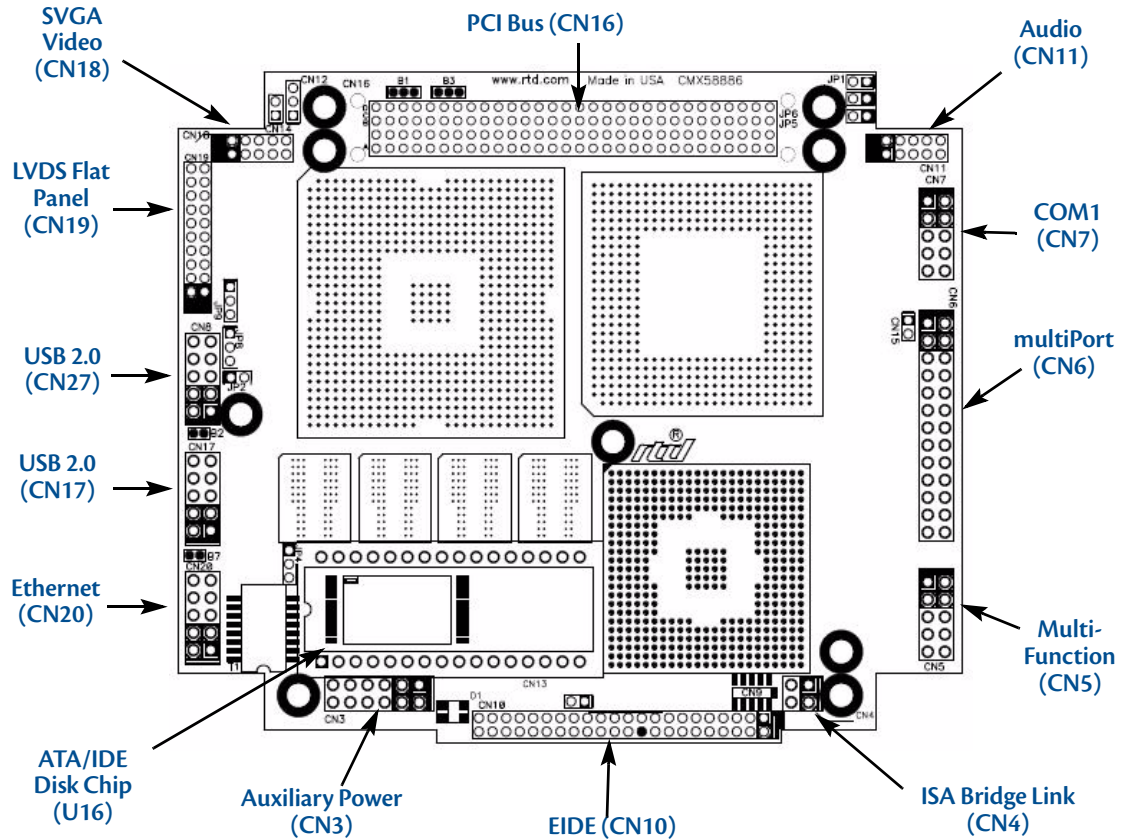 SVGA
Video
(CN18)
PCI Bus (CN16)
Audio
(CN11)
CN12
CN16
B1
B3
www.rtd.com Made in USA CMX58886
JP1
JP6
JP5
CN18
CN14
A
CN19
CN11
CN7
LVDS Flat
Panel
(CN19)
COM1
(CN7)
JP9
CN8
JP8
JP2
CN6
CN15
USB 2.0
(CN27)
multiPort
(CN6)
B2
CN17
rtd®
USB 2.0
(CN17)
B7
CN20
JP4
Ethernet
(CN20)
T1
Multi-
Function
(CN5)
CN5
CN13
CN3
D1
CN10
CN9
CN4
ATA/IDE
Disk Chip
(U16)
Auxiliary Power
(CN3)
EIDE (CN10)
ISA Bridge Link
(CN4)